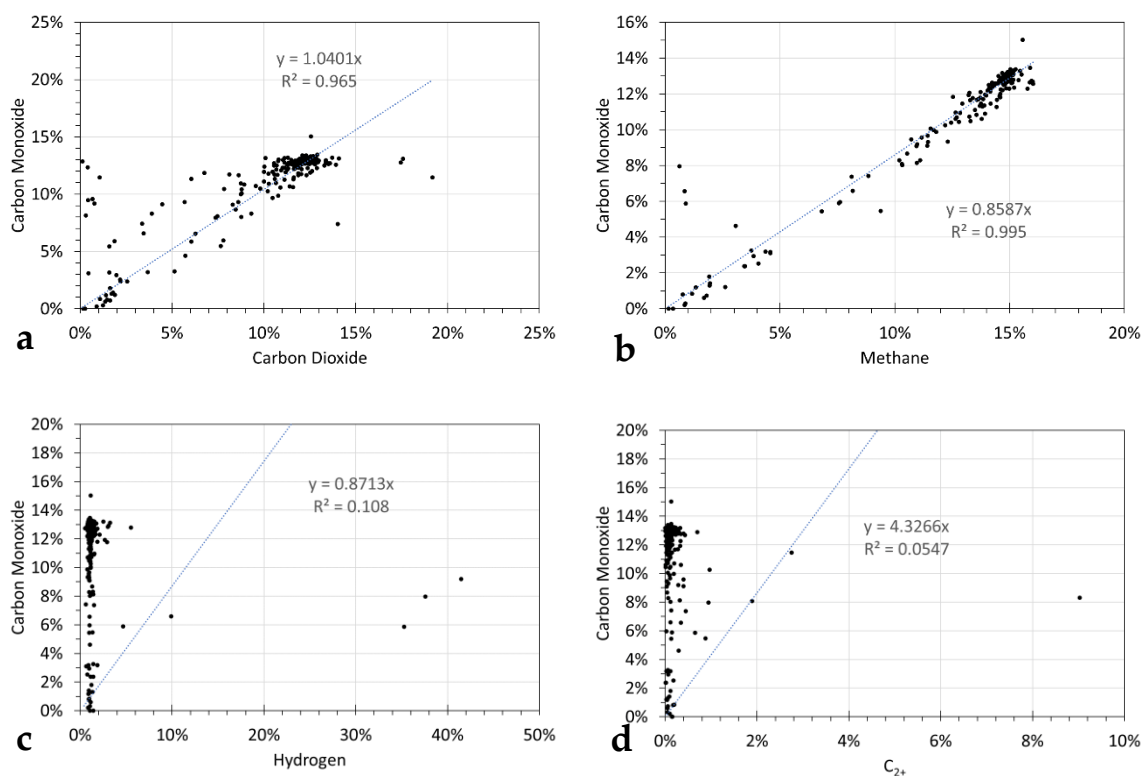 25%
20%
15%
10%
5%
0%
Carbon Monoxide
y = 1.0401x
R² = 0.965
0% 5% 10% 15% 20% 25%
Carbon Dioxide
a
16%
14%
12%
10%
8%
6%
4%
2%
0%
Carbon Monoxide
y = 0.8587x
R² = 0.995
0% 5% 10% 15% 20%
Methane
b
20%
18%
16%
14%
12%
10%
8%
6%
4%
2%
0%
Carbon Monoxide
y = 0.8713x
R² = 0.108
0% 10% 20% 30% 40% 50%
Hydrogen
c
20%
18%
16%
14%
12%
10%
8%
6%
4%
2%
0%
Carbon Monoxide
y = 4.3266x
R² = 0.0547
0% 2% 4% 6% 8% 10%
C₂₊
d